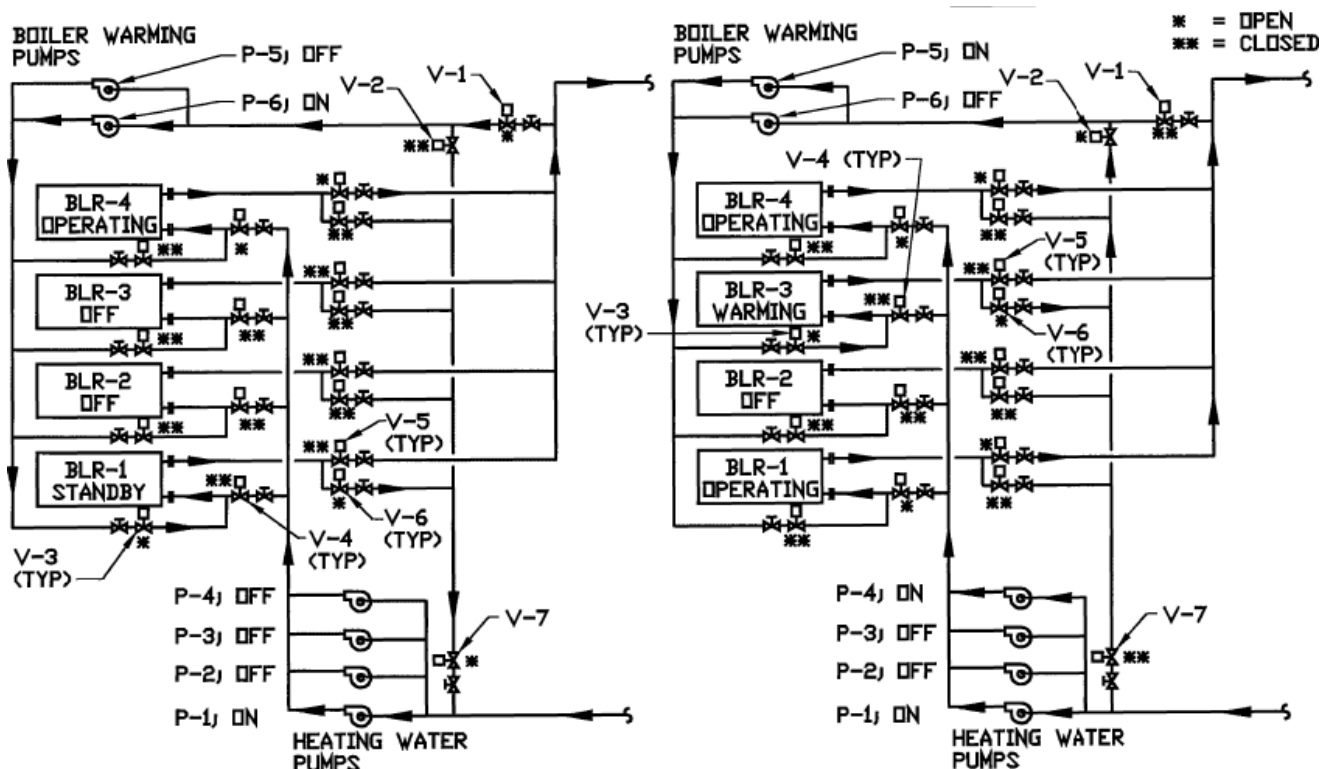 BOILER WARMING
PUMPS
P-5; OFF
P-6; ON
V-2
V-1
**
*
BLR-4
OPERATING
**
*
*
**
BLR-3
OFF
**
**
**
**
BLR-2
OFF
**
**
**
**
BLR-1
STANDBY
**
**
V-5
(TYP)
*
V-6
(TYP)
V-3
(TYP)
*
V-4
(TYP)
P-4; OFF
P-3; OFF
P-2; OFF
P-1; ON
V-7
*
HEATING WATER
PUMPS
* = OPEN
** = CLOSED
BOILER WARMING
PUMPS
P-5; ON
P-6; OFF
V-2
V-1
*
**
V-4 (TYP)
BLR-4
OPERATING
**
*
*
**
BLR-3
WARMING
**
**
V-5
(TYP)
V-3
(TYP)
*
*
V-6
(TYP)
BLR-2
OFF
**
**
**
**
BLR-1
OPERATING
**
*
*
**
P-4; ON
P-3; OFF
P-2; OFF
P-1; ON
V-7
**
HEATING WATER
PUMPS